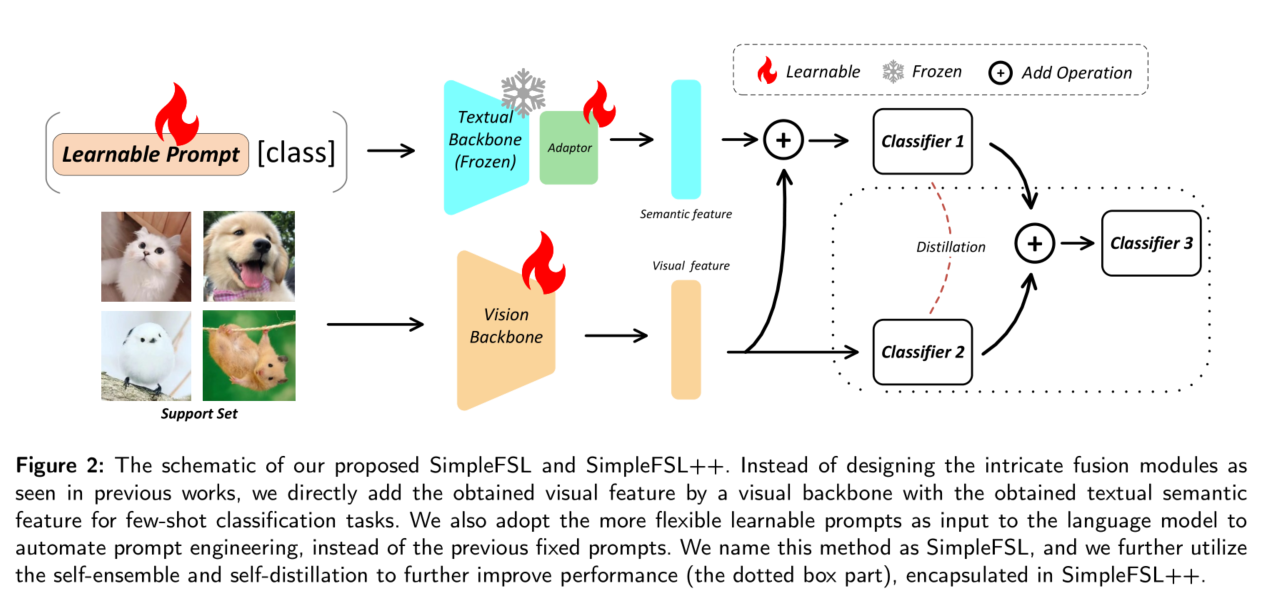 Learnable
Frozen
Add Operation
Learnable Prompt [class]
Textual
Backbone
(Frozen)
Adaptor
Semantic feature
Classifier 1
Distillation
Classifier 3
Visual feature
Vision
Backbone
Classifier 2
Support Set
Figure 2: The schematic of our proposed SimpleFSL and SimpleFSL++. Instead of designing the intricate fusion modules as
seen in previous works, we directly add the obtained visual feature by a visual backbone with the obtained textual semantic
feature for few-shot classification tasks. We also adopt the more flexible learnable prompts as input to the language model to
automate prompt engineering, instead of the previous fixed prompts. We name this method as SimpleFSL, and we further utilize
the self-ensemble and self-distillation to further improve performance (the dotted box part), encapsulated in SimpleFSL++.